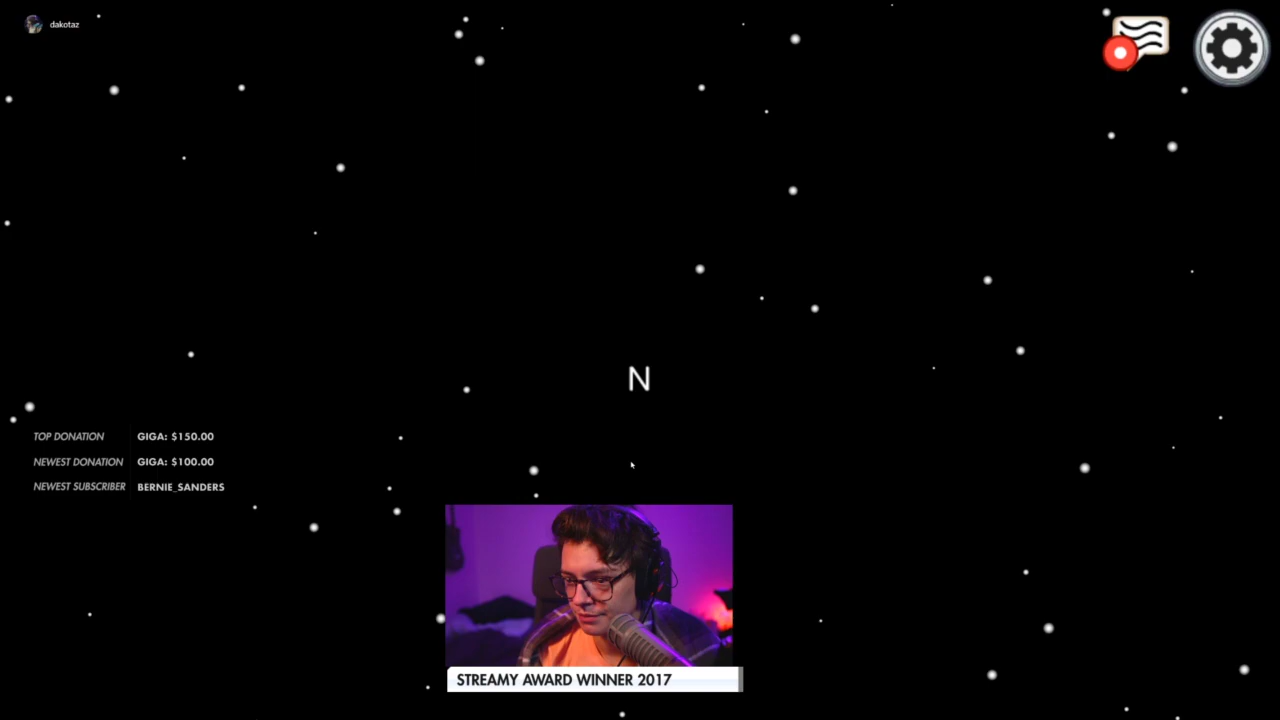 dakotaz
N
TOP DONATION GIGA: $150.00
NEWEST DONATION GIGA: $100.00
NEWEST SUBSCRIBER BERNIE_SANDERS
STREAMY AWARD WINNER 2017